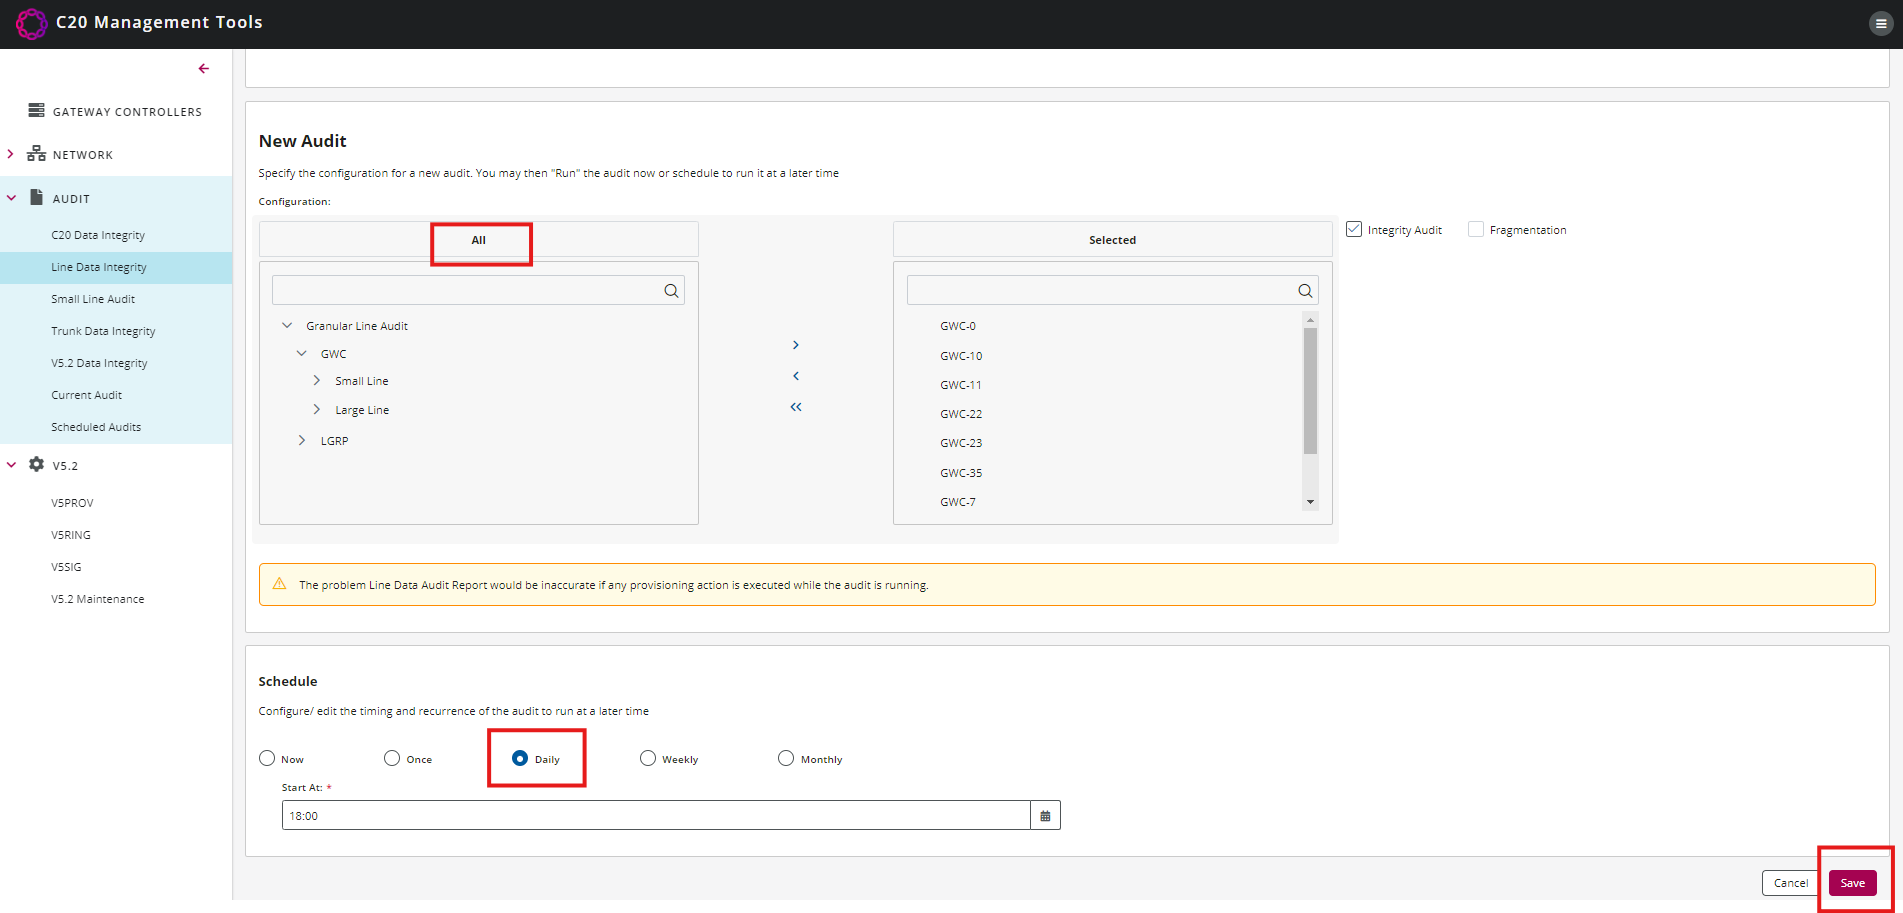 C20 Management Tools
GATEWAY CONTROLLERS
NETWORK
AUDIT
C20 Data Integrity
Line Data Integrity
Small Line Audit
Trunk Data Integrity
V5.2 Data Integrity
Current Audit
Scheduled Audits
V5.2
V5PROV
V5RING
V5SIG
V5.2 Maintenance
New Audit
Specify the configuration for a new audit. You may then "Run" the audit now or schedule to run it at a later time
Configuration:
All
Granular Line Audit
GWC
Small Line
Large Line
LGRP
Selected
GWC-0
GWC-10
GWC-11
GWC-22
GWC-23
GWC-35
GWC-7
Integrity Audit
Fragmentation
The problem Line Data Audit Report would be inaccurate if any provisioning action is executed while the audit is running.
Schedule
Configure/ edit the timing and recurrence of the audit to run at a later time
Now
Once
Daily
Weekly
Monthly
Start At: *
18:00
Cancel
Save